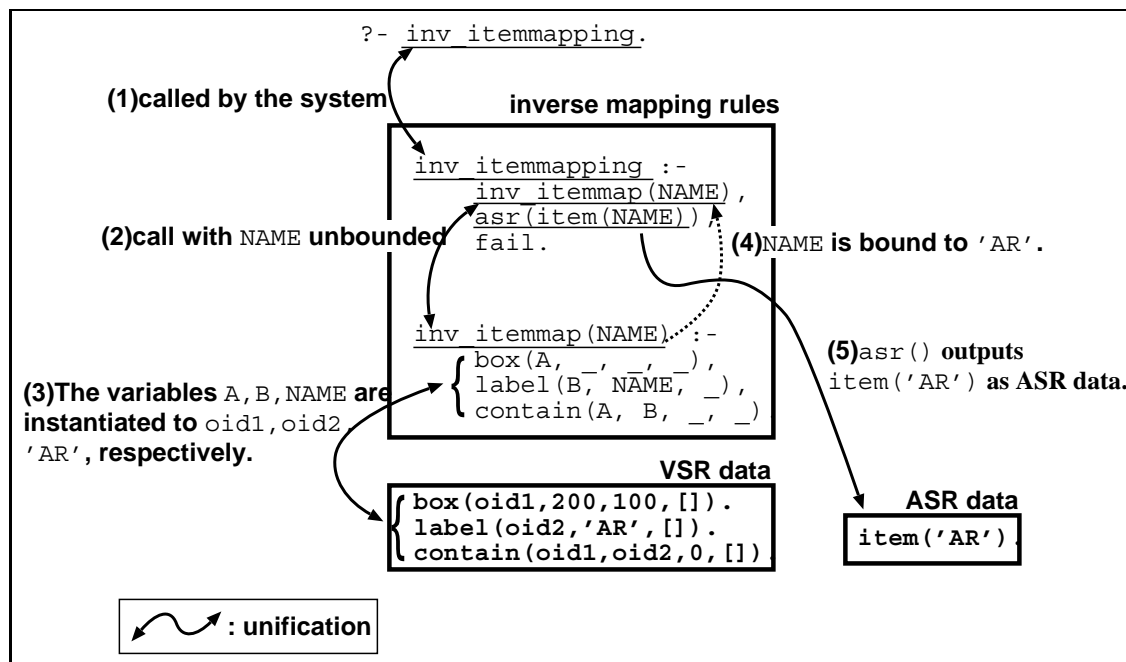 ?- inv_itemmapping.
(1)called by the system
inverse mapping rules
inv_itemmapping :-
inv_itemmap(NAME),
asr(item(NAME)),
fail.
(2)call with NAME unbounded
(4)NAME is bound to 'AR'.
inv_itemmap(NAME) :-
box(A, _, _, _),
label(B, NAME, _),
contain(A, B, _, _).
(3)The variables A,B,NAME are
instantiated to oid1,oid2,
'AR', respectively.
(5)asr() outputs
item('AR') as ASR data.
VSR data
box(oid1,200,100,[]).
label(oid2,'AR',[]).
contain(oid1,oid2,0,[]).
ASR data
item('AR').
: unification